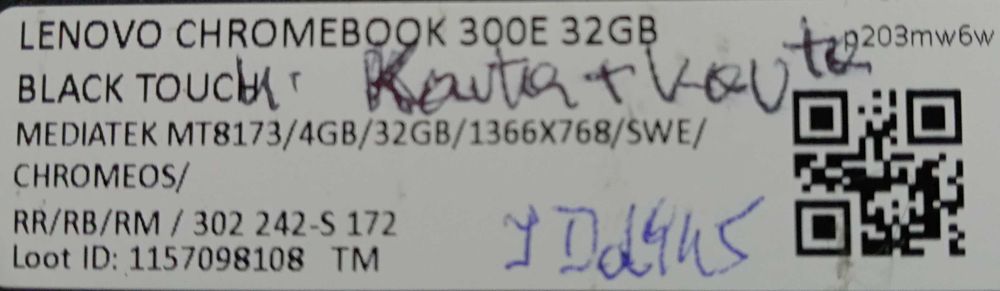 LENOVO CHROMEBOOK 300E 32GB
p203mw6w
BLACK TOUCH
MEDIATEK MT8173/4GB/32GB/1366X768/SWE/
CHROMEOS/
RR/RB/RM / 302 242-S 172
Loot ID: 1157098108 TM